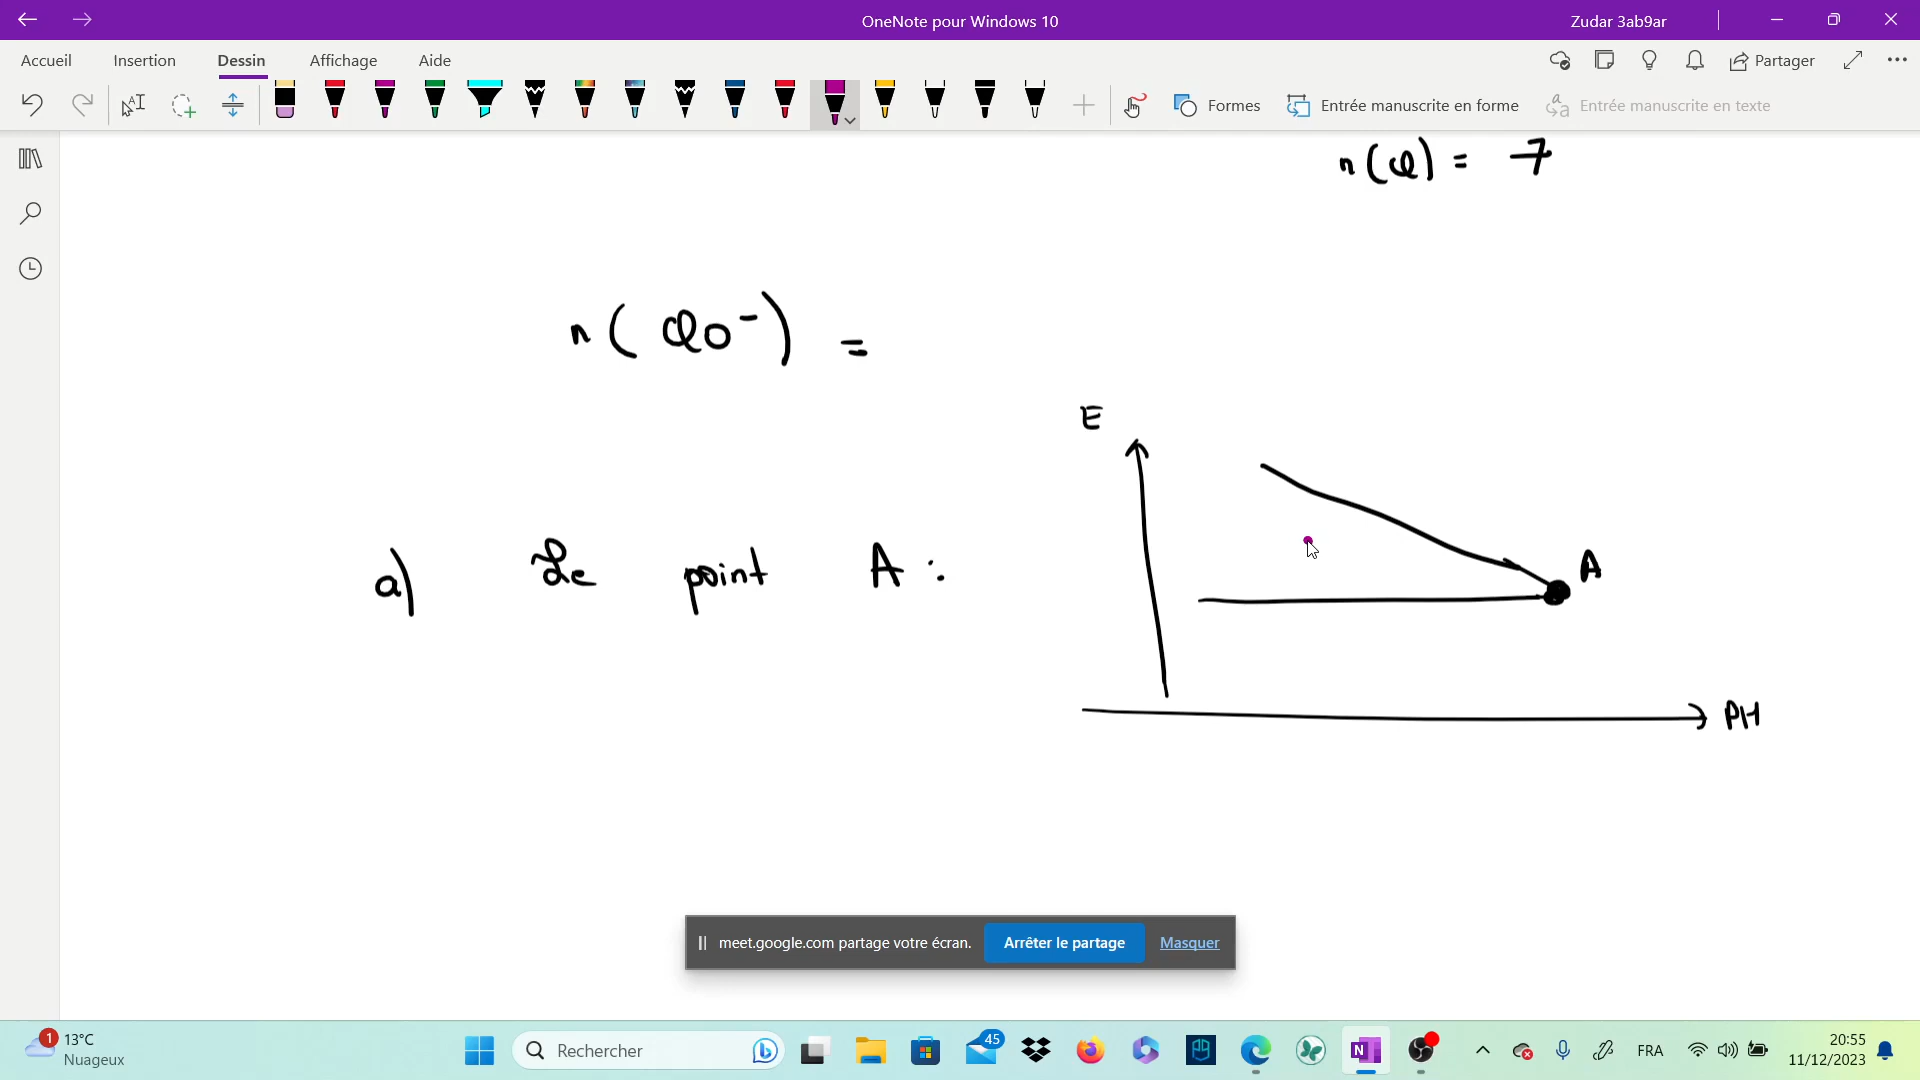 OneNote pour Windows 10
Zudar 3ab9ar
Accueil Insertion Dessin Affichage Aide
Partager
Formes
Entrée manuscrite en forme
Entrée manuscrite en texte
n(Q) = 7
n(QO⁻) =
E
a) Le point A :
A
PH
meet.google.com partage votre écran. Arrêter le partage Masquer
1 13°C
Nuageux
Rechercher
45
FRA
20:55
11/12/2023